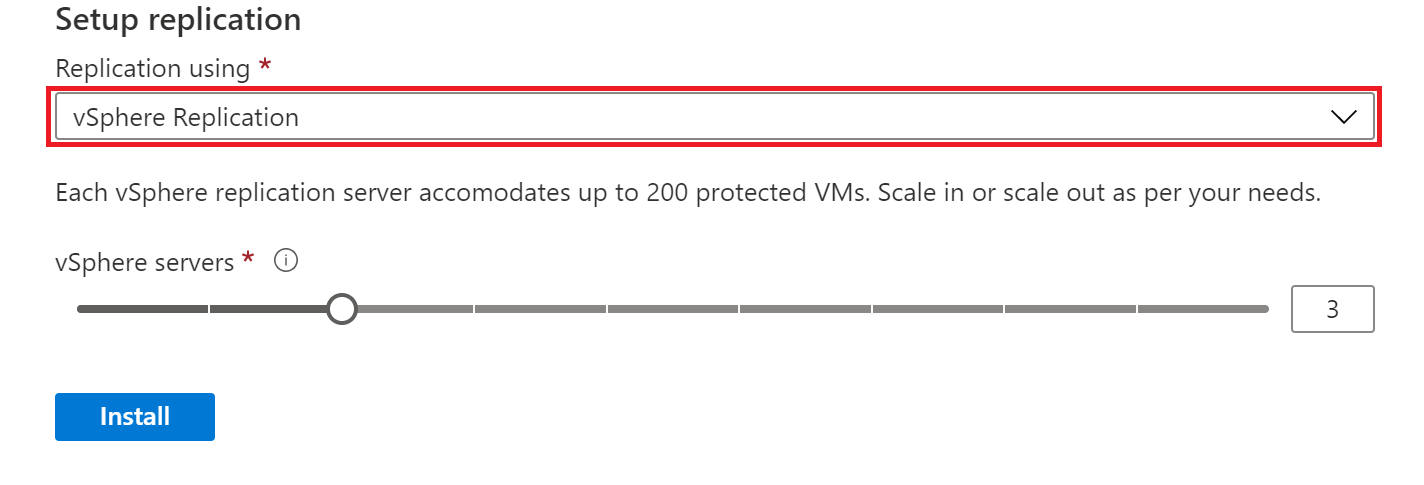 Setup replication
Replication using *
vSphere Replication
Each vSphere replication server accomodates up to 200 protected VMs. Scale in or scale out as per your needs.
vSphere servers *
3
Install